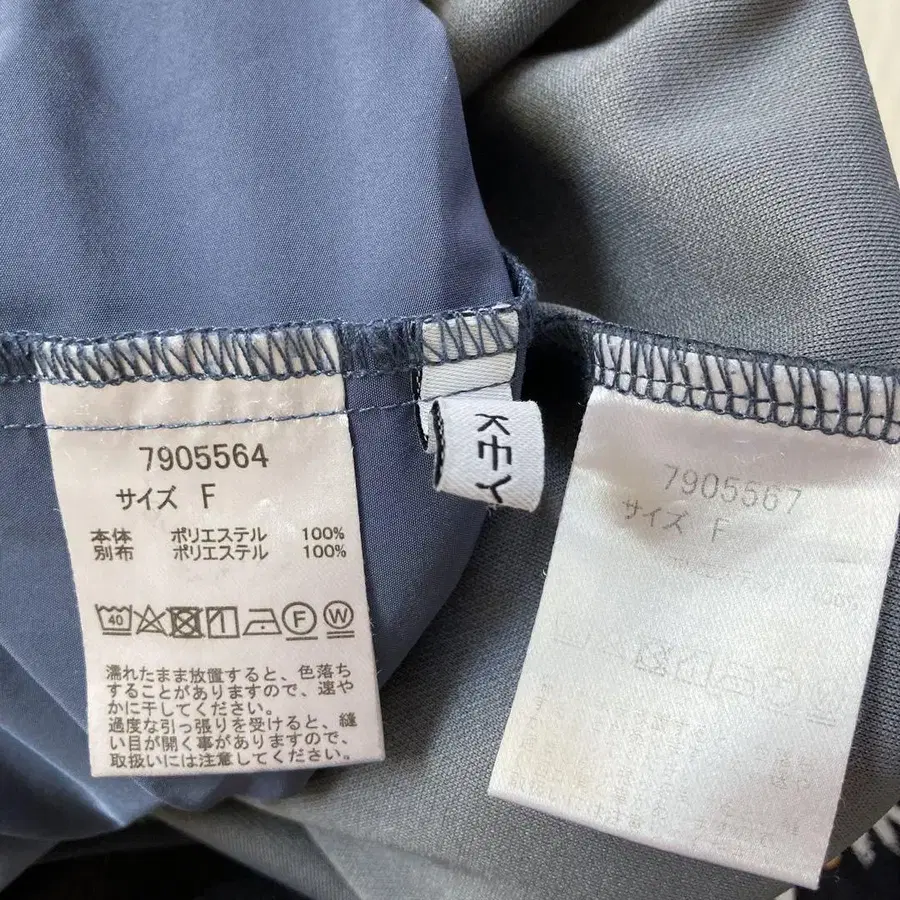 7905564
サイズ F
本体 ポリエステル 100%
別布 ポリエステル 100%
40 F W
濡れたまま放置すると、色落ち
することがありますので、速や
かに干してください。
過度な引っ張りを受けると、縫
い目が開く事がありますので、
取扱いには注意してください。
KEY
7905567
サイズ F
100%